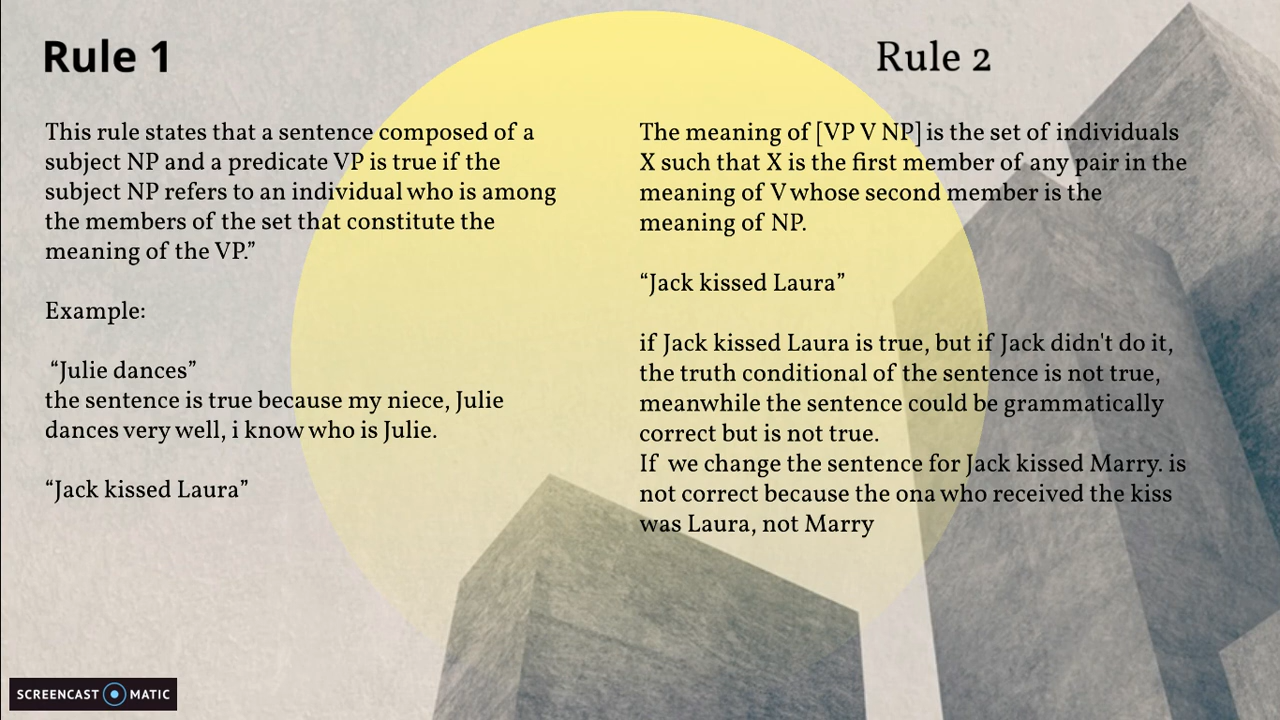 Rule 1
This rule states that a sentence composed of a
subject NP and a predicate VP is true if the
subject NP refers to an individual who is among
the members of the set that constitute the
meaning of the VP.”
Example:
“Julie dances”
the sentence is true because my niece, Julie
dances very well, i know who is Julie.
“Jack kissed Laura”
Rule 2
The meaning of [VP V NP] is the set of individuals
X such that X is the first member of any pair in the
meaning of V whose second member is the
meaning of NP.
“Jack kissed Laura”
if Jack kissed Laura is true, but if Jack didn't do it,
the truth conditional of the sentence is not true,
meanwhile the sentence could be grammatically
correct but is not true.
If we change the sentence for Jack kissed Marry. is
not correct because the ona who received the kiss
was Laura, not Marry
SCREENCAST MATIC